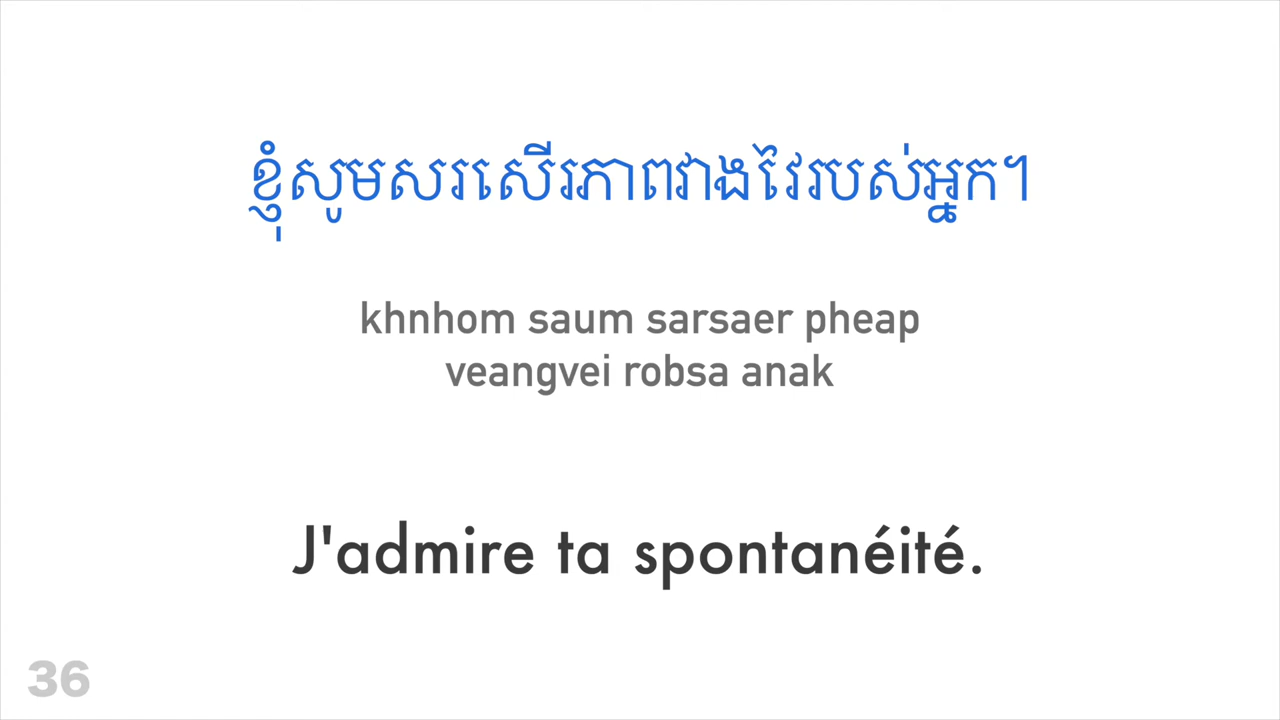 ខ្ញុំសូមសរសើរភាពវាងវៃរបស់អ្នក។
khnhom saum sarsaer pheap
veangvei robsa anak
J'admire ta spontanéité.
36